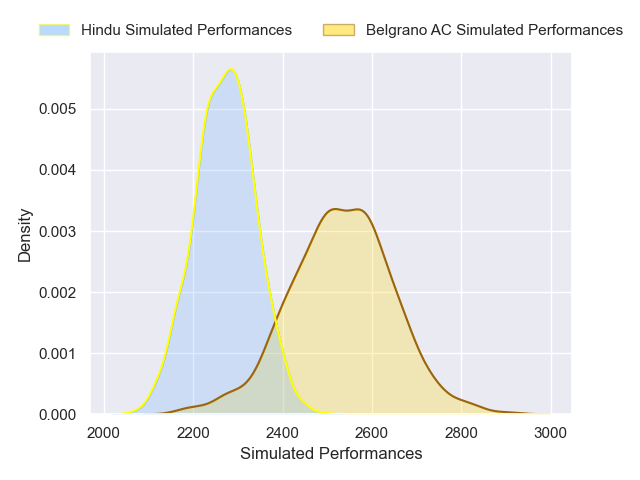 Hindu Simulated Performances
Belgrano AC Simulated Performances
Density
0.005
0.004
0.003
0.002
0.001
0.000
2000 2200 2400 2600 2800 3000
Simulated Performances